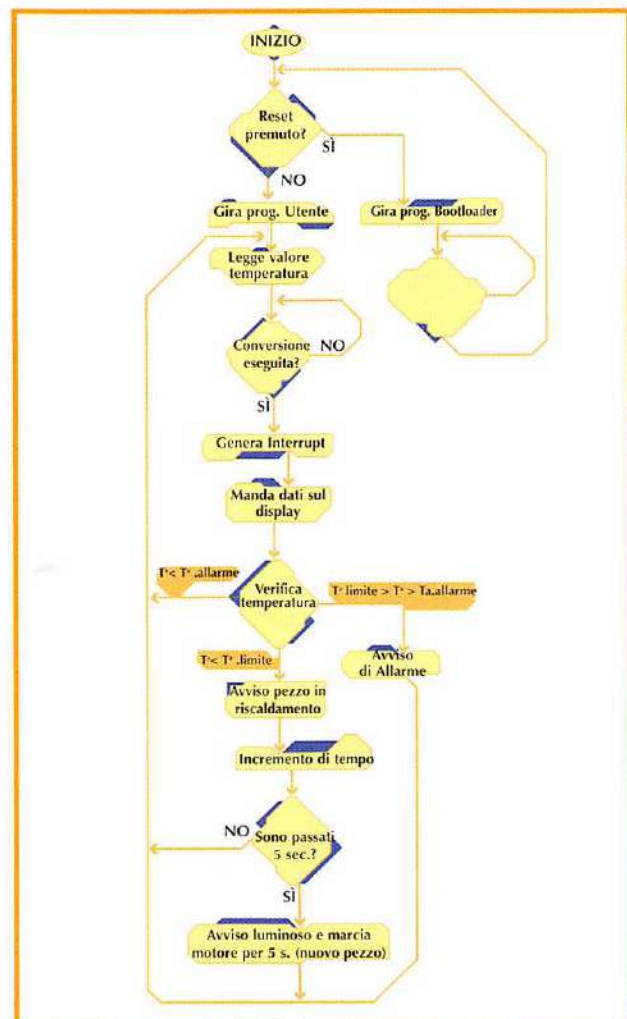 INIZIO
Reset
premuto?
SÌ
NO
Gira prog. Utente
Gira prog. Bootloader
Legge valore
temperatura
Conversione
eseguita?
NO
SÌ
Genera Interrupt
Manda dati sul
display
T°< T° .allarme
Verifica
temperatura
T° limite > T° > Ta.allarme
T°< T° .limite
Avviso
di Allarme
Avviso pezzo in
riscaldamento
Incremento di tempo
NO
Sono passati
5 sec.?
SÌ
Avviso luminoso e marcia
motore per 5 s. (nuovo pezzo)